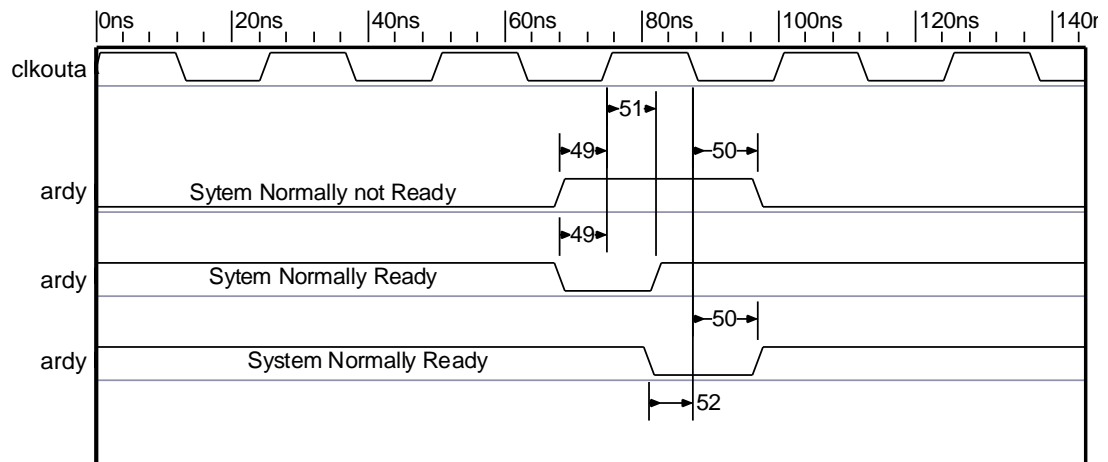 0ns 20ns 40ns 60ns 80ns 100ns 120ns 140n
clkouta
51
49 50
ardy Sytem Normally not Ready
49
ardy Sytem Normally Ready
50
ardy System Normally Ready
52